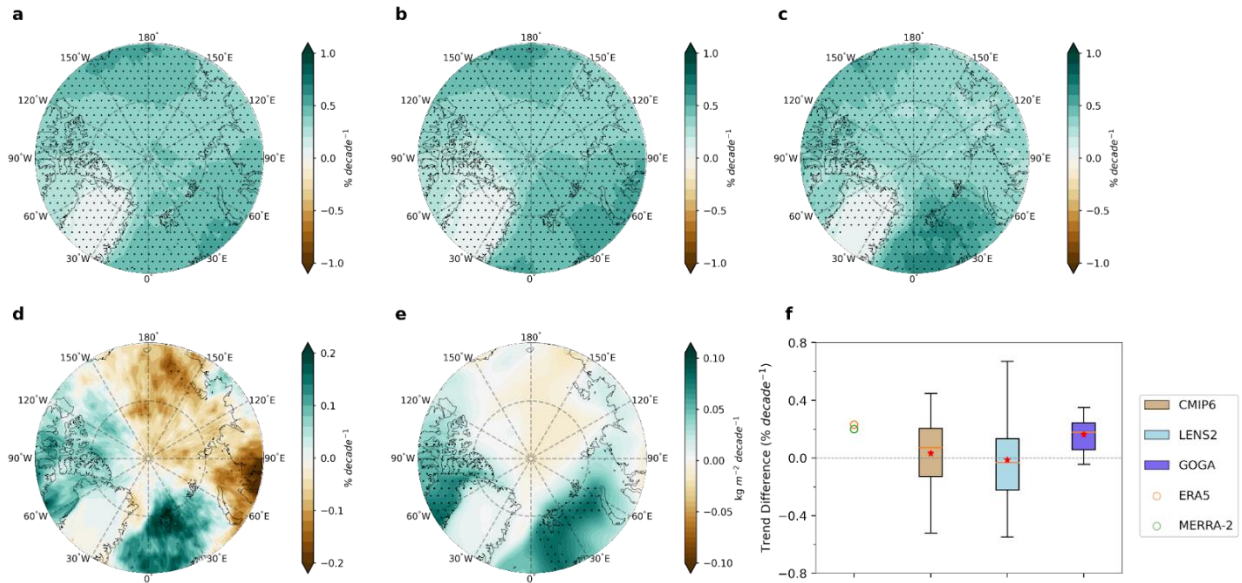 a
180°
150°W
150°E
120°W
120°E
90°W
90°E
60°W
60°E
30°W
30°E
0°
1.0
0.5
0.0
−0.5
−1.0
% decade⁻¹
b
180°
150°W
150°E
120°W
120°E
90°W
90°E
60°W
60°E
30°W
30°E
0°
1.0
0.5
0.0
−0.5
−1.0
% decade⁻¹
c
180°
150°W
150°E
120°W
120°E
90°W
90°E
60°W
60°E
30°W
30°E
0°
1.0
0.5
0.0
−0.5
−1.0
% decade⁻¹
d
180°
150°W
150°E
120°W
120°E
90°W
90°E
60°W
60°E
30°W
30°E
0°
0.2
0.1
0.0
−0.1
−0.2
% decade⁻¹
e
180°
150°W
150°E
120°W
120°E
90°W
90°E
60°W
60°E
30°W
30°E
0°
0.10
0.05
0.00
−0.05
−0.10
kg m⁻² decade⁻¹
f
0.8
0.4
0.0
−0.4
−0.8
Trend Difference (% decade⁻¹)
CMIP6
LENS2
GOGA
ERA5
MERRA-2